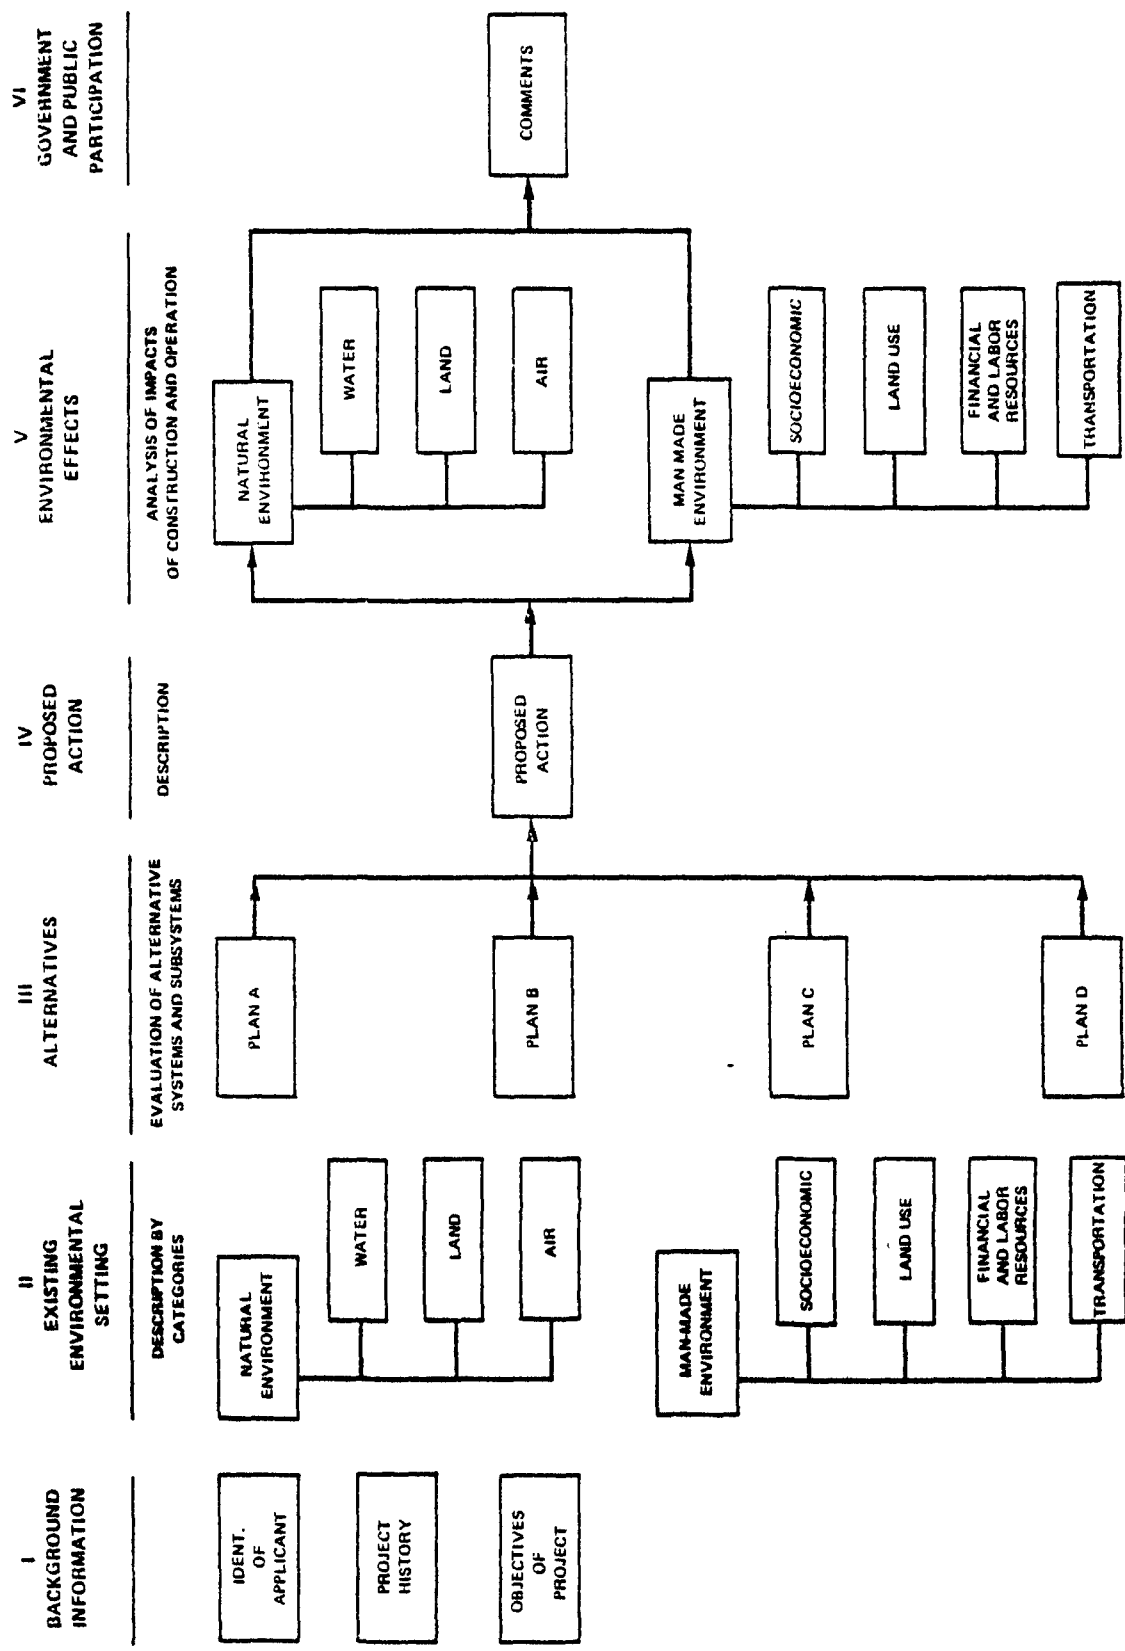 I
BACKGROUND
INFORMATION
IDENT.
OF
APPLICANT
PROJECT
HISTORY
OBJECTIVES
OF
PROJECT
II
EXISTING
ENVIRONMENTAL
SETTING
DESCRIPTION BY
CATEGORIES
NATURAL
ENVIRONMENT
WATER
LAND
AIR
MAN-MADE
ENVIRONMENT
SOCIOECONOMIC
LAND USE
FINANCIAL
AND LABOR
RESOURCES
TRANSPORTATION
III
ALTERNATIVES
EVALUATION OF ALTERNATIVE
SYSTEMS AND SUBSYSTEMS
PLAN A
PLAN B
PLAN C
PLAN D
IV
PROPOSED
ACTION
DESCRIPTION
PROPOSED
ACTION
V
ENVIRONMENTAL
EFFECTS
ANALYSIS OF IMPACTS
OF CONSTRUCTION AND OPERATION
NATURAL
ENVIRONMENT
WATER
LAND
AIR
MAN MADE
ENVIRONMENT
SOCIOECONOMIC
LAND USE
FINANCIAL
AND LABOR
RESOURCES
TRANSPORTATION
VI
GOVERNMENT
AND PUBLIC
PARTICIPATION
COMMENTS